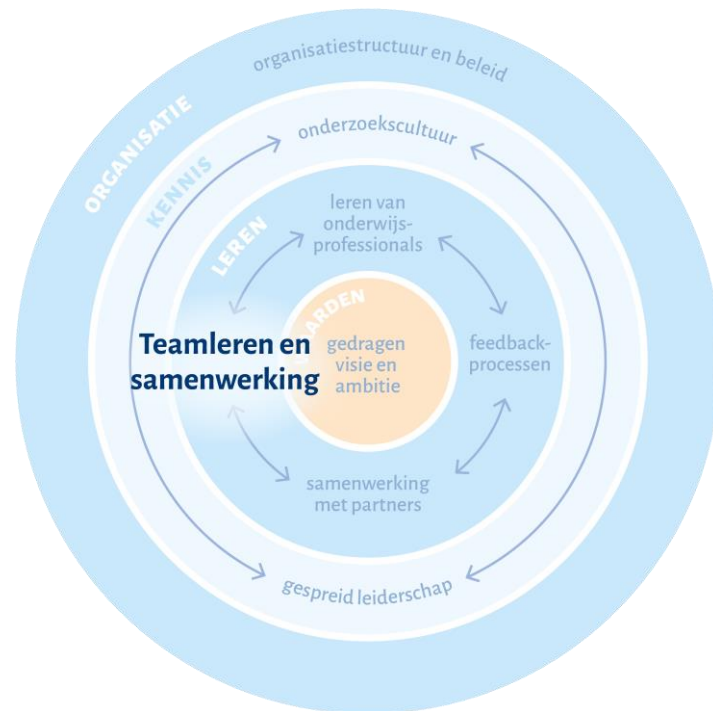 organisatiestructuur en beleid
ORGANISATIE
onderzoekscultuur
KENNIS
leren van
onderwijs-
professionals
LEREN
ARDEN
Teamleren en
samenwerking
gedragen
visie en
ambitie
feedback-
processen
samenwerking
met partners
gespreid leiderschap